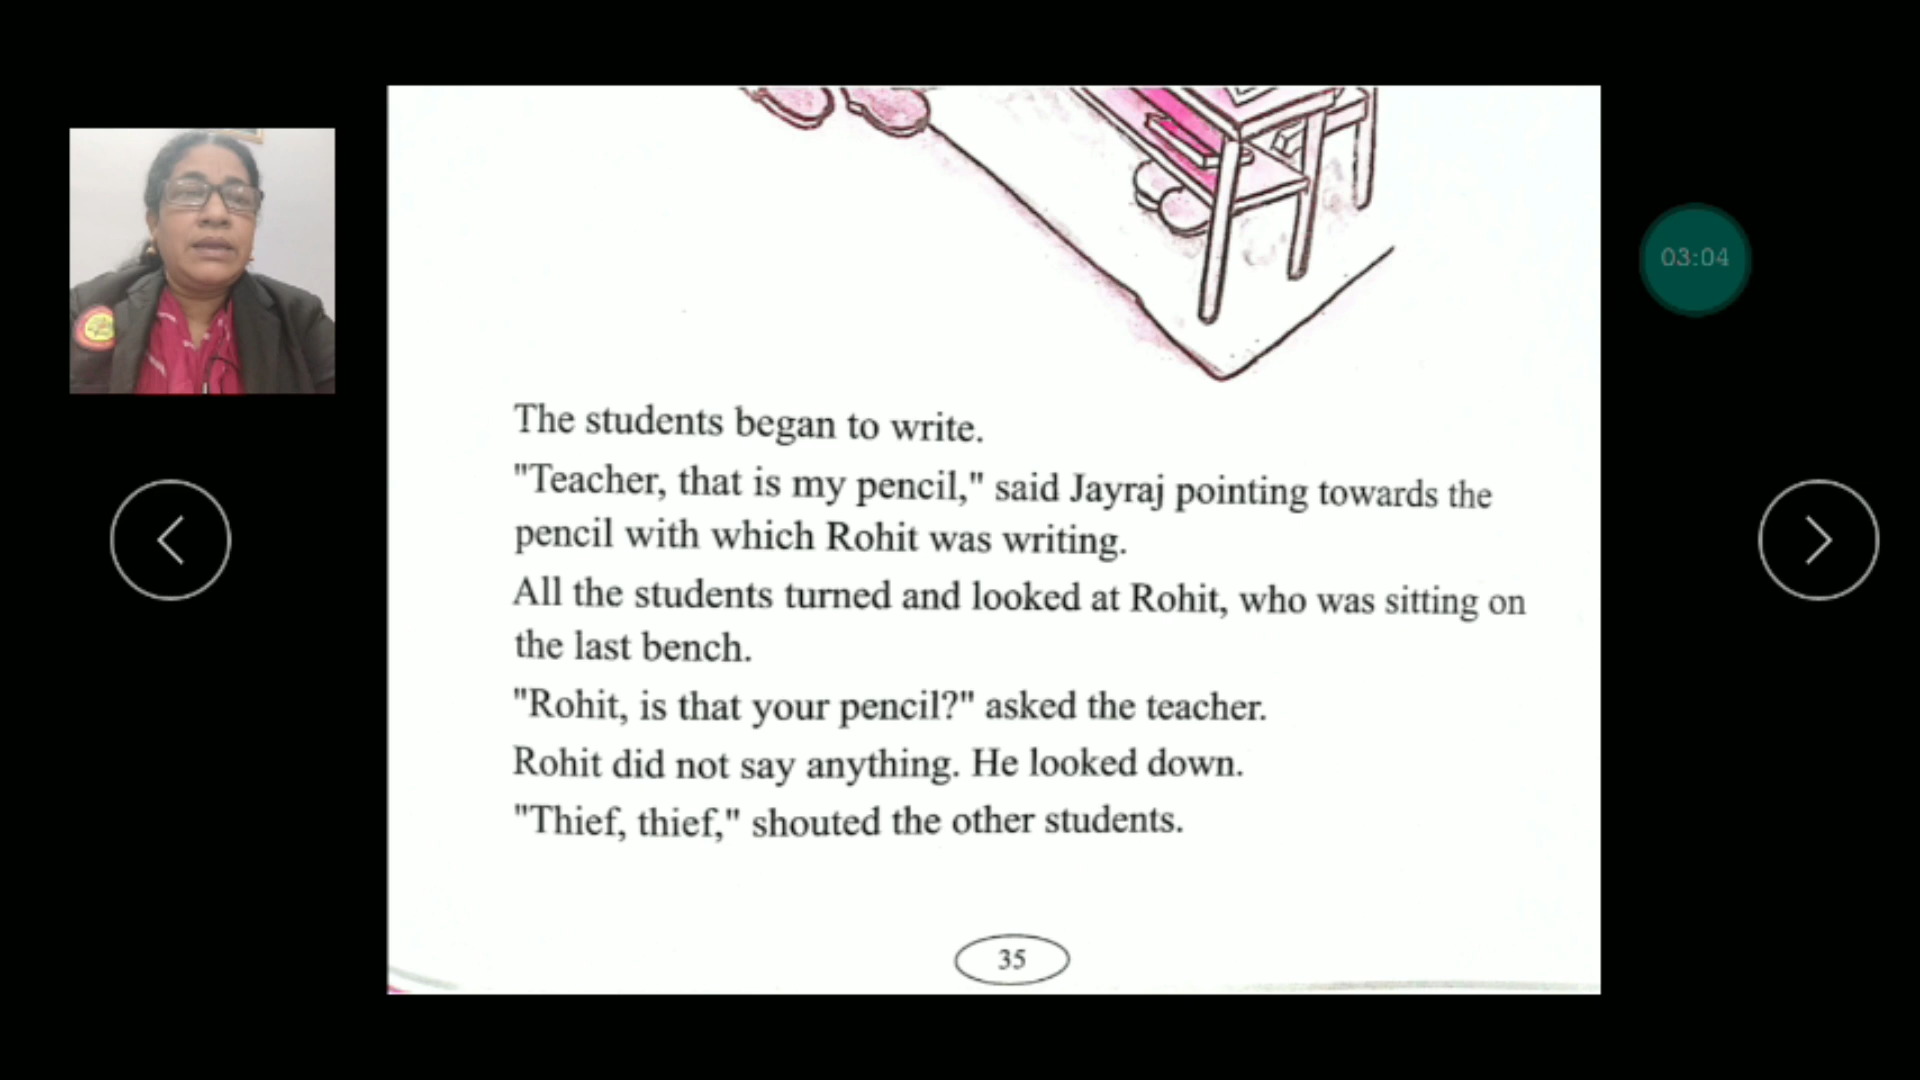 03:04
The students began to write.
"Teacher, that is my pencil," said Jayraj pointing towards the
pencil with which Rohit was writing.
All the students turned and looked at Rohit, who was sitting on
the last bench.
"Rohit, is that your pencil?" asked the teacher.
Rohit did not say anything. He looked down.
"Thief, thief," shouted the other students.
35